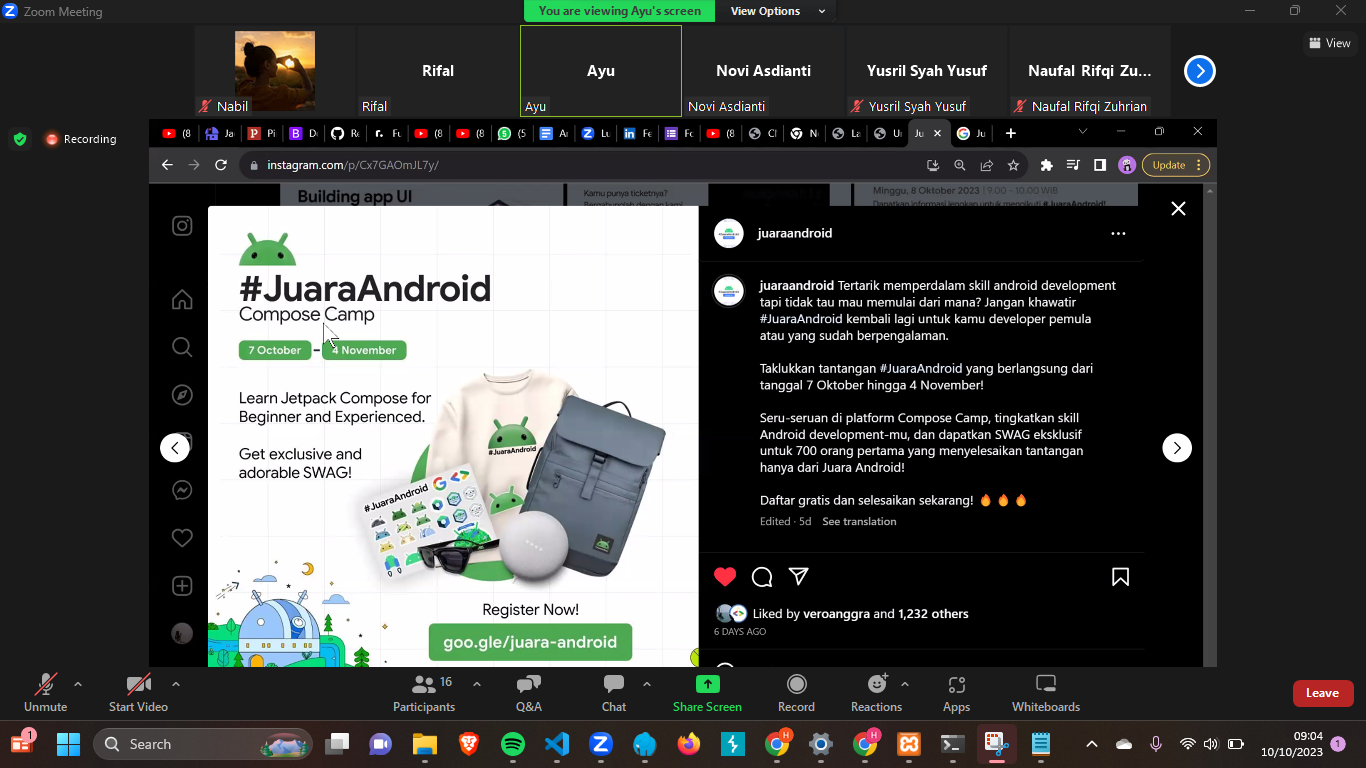 Zoom Meeting
You are viewing Ayu's screen
View Options
View
Rifal
Ayu
Novi Asdianti
Yusril Syah Yusuf
Naufal Rifqi Zu...
Nabil
Rifal
Ayu
Novi Asdianti
Yusril Syah Yusuf
Naufal Rifqi Zuhrian
Recording
instagram.com/p/Cx7GAOmJL7y/
Update
Building app UI
Kamu punya ticketnya?
Minggu, 8 Oktober 2023 | 09.00 - 10.00 WIB
#JuaraAndroid
Compose Camp
7 October – 4 November
Learn Jetpack Compose for
Beginner and Experienced.
Get exclusive and
adorable SWAG!
#JuaraAndroid
#JuaraAndroid
Register Now!
goo.gle/juara-android
juaraandroid
juaraandroid Tertarik memperdalam skill android development
tapi tidak tau mau memulai dari mana? Jangan khawatir
#JuaraAndroid kembali lagi untuk kamu developer pemula
atau yang sudah berpengalaman.
Taklukkan tantangan #JuaraAndroid yang berlangsung dari
tanggal 7 Oktober hingga 4 November!
Seru-seruan di platform Compose Camp, tingkatkan skill
Android development-mu, dan dapatkan SWAG eksklusif
untuk 700 orang pertama yang menyelesaikan tantangan
hanya dari Juara Android!
Daftar gratis dan selesaikan sekarang! 🔥🔥🔥
Edited · 5d See translation
Liked by veroanggra and 1,232 others
6 DAYS AGO
Unmute
Start Video
16
Participants
Q&A
Chat
Share Screen
Record
Reactions
Apps
Whiteboards
Leave
1
Search
09:04
10/10/2023
1